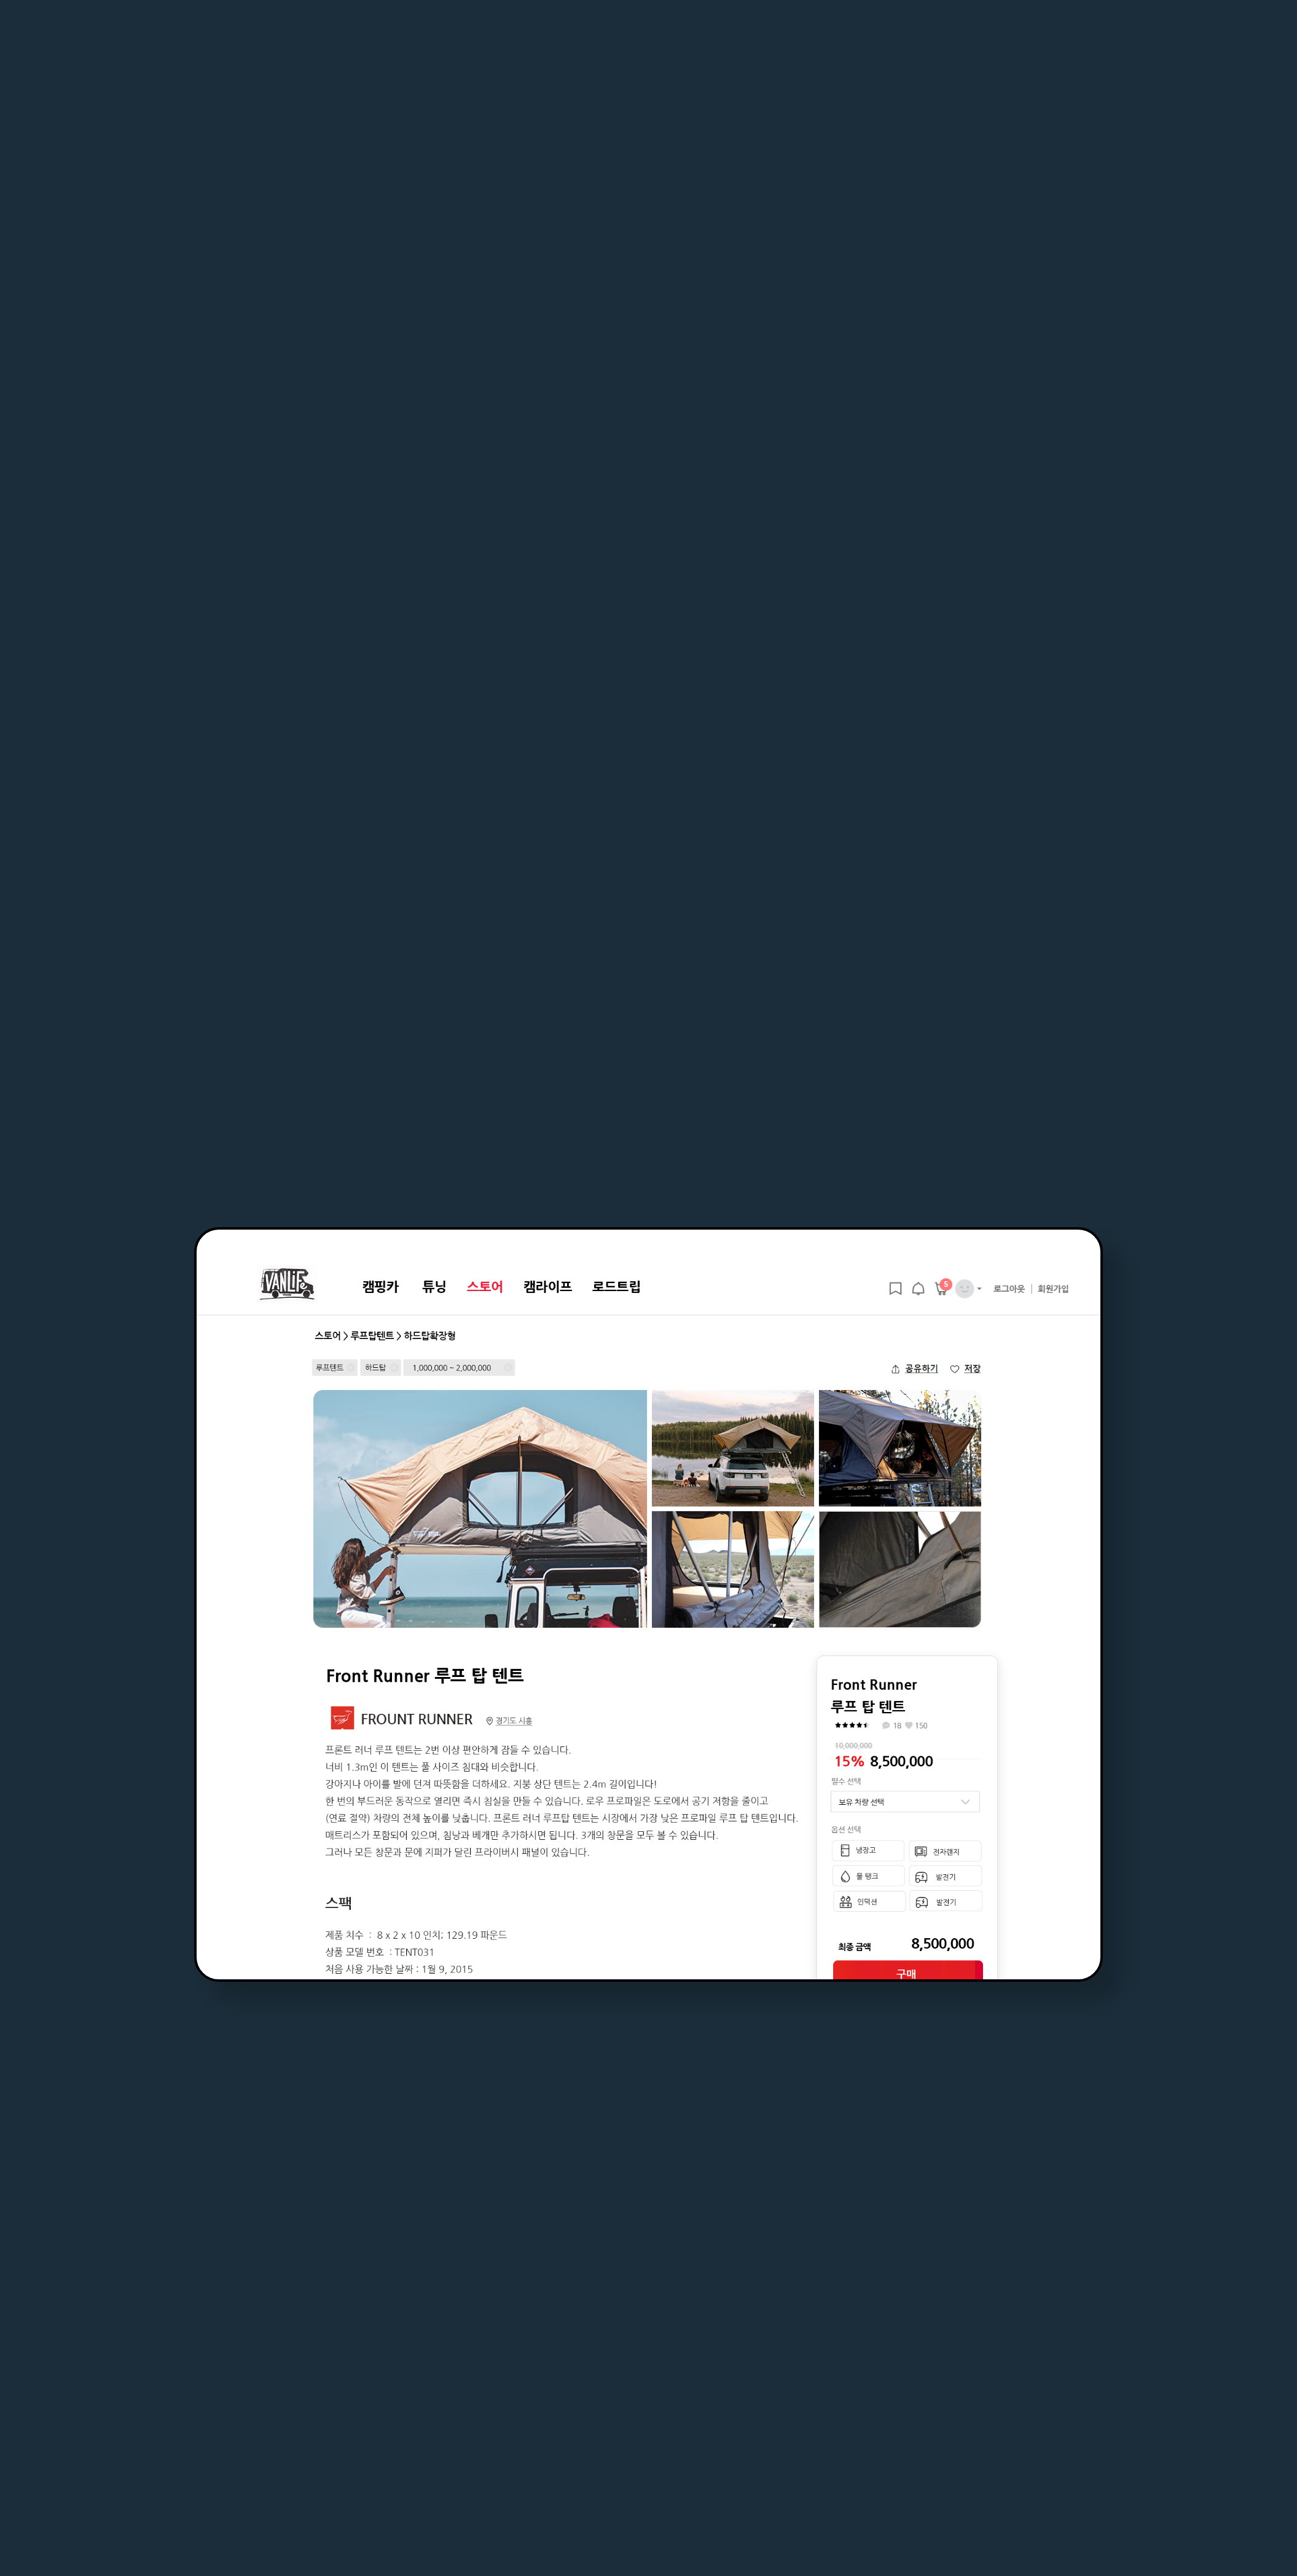 VANLIFE
캠핑카 튜닝 스토어 캠라이프 로드트립
5
로그아웃 | 회원가입
스토어 > 루프탑텐트 > 하드탑확장형
루프텐트 하드탑 1,000,000 ~ 2,000,000
공유하기 저장
Front Runner 루프 탑 텐트
FROUNT RUNNER 경기도 시흥
프론트 러너 루프 텐트는 2번 이상 편안하게 잠들 수 있습니다.
너비 1.3m인 이 텐트는 풀 사이즈 침대와 비슷합니다.
강아지나 아이를 발에 던져 따뜻함을 더하세요. 지붕 상단 텐트는 2.4m 길이입니다!
한 번의 부드러운 동작으로 열리면 즉시 침실을 만들 수 있습니다. 로우 프로파일은 도로에서 공기 저항을 줄이고
(연료 절약) 차량의 전체 높이를 낮춥니다. 프론트 러너 루프탑 텐트는 시장에서 가장 낮은 프로파일 루프 탑 텐트입니다.
매트리스가 포함되어 있으며, 침낭과 베개만 추가하시면 됩니다. 3개의 창문을 모두 볼 수 있습니다.
그러나 모든 창문과 문에 지퍼가 달린 프라이버시 패널이 있습니다.
스팩
제품 치수 : 8 x 2 x 10 인치; 129.19 파운드
상품 모델 번호 : TENT031
처음 사용 가능한 날짜 : 1월 9, 2015
Front Runner
루프 탑 텐트
18 150
10,000,000
15% 8,500,000
필수 선택
보유 차량 선택
옵션 선택
냉장고 전자랜지
물 탱크 발전기
인덕션 발전기
최종 금액 8,500,000
구매